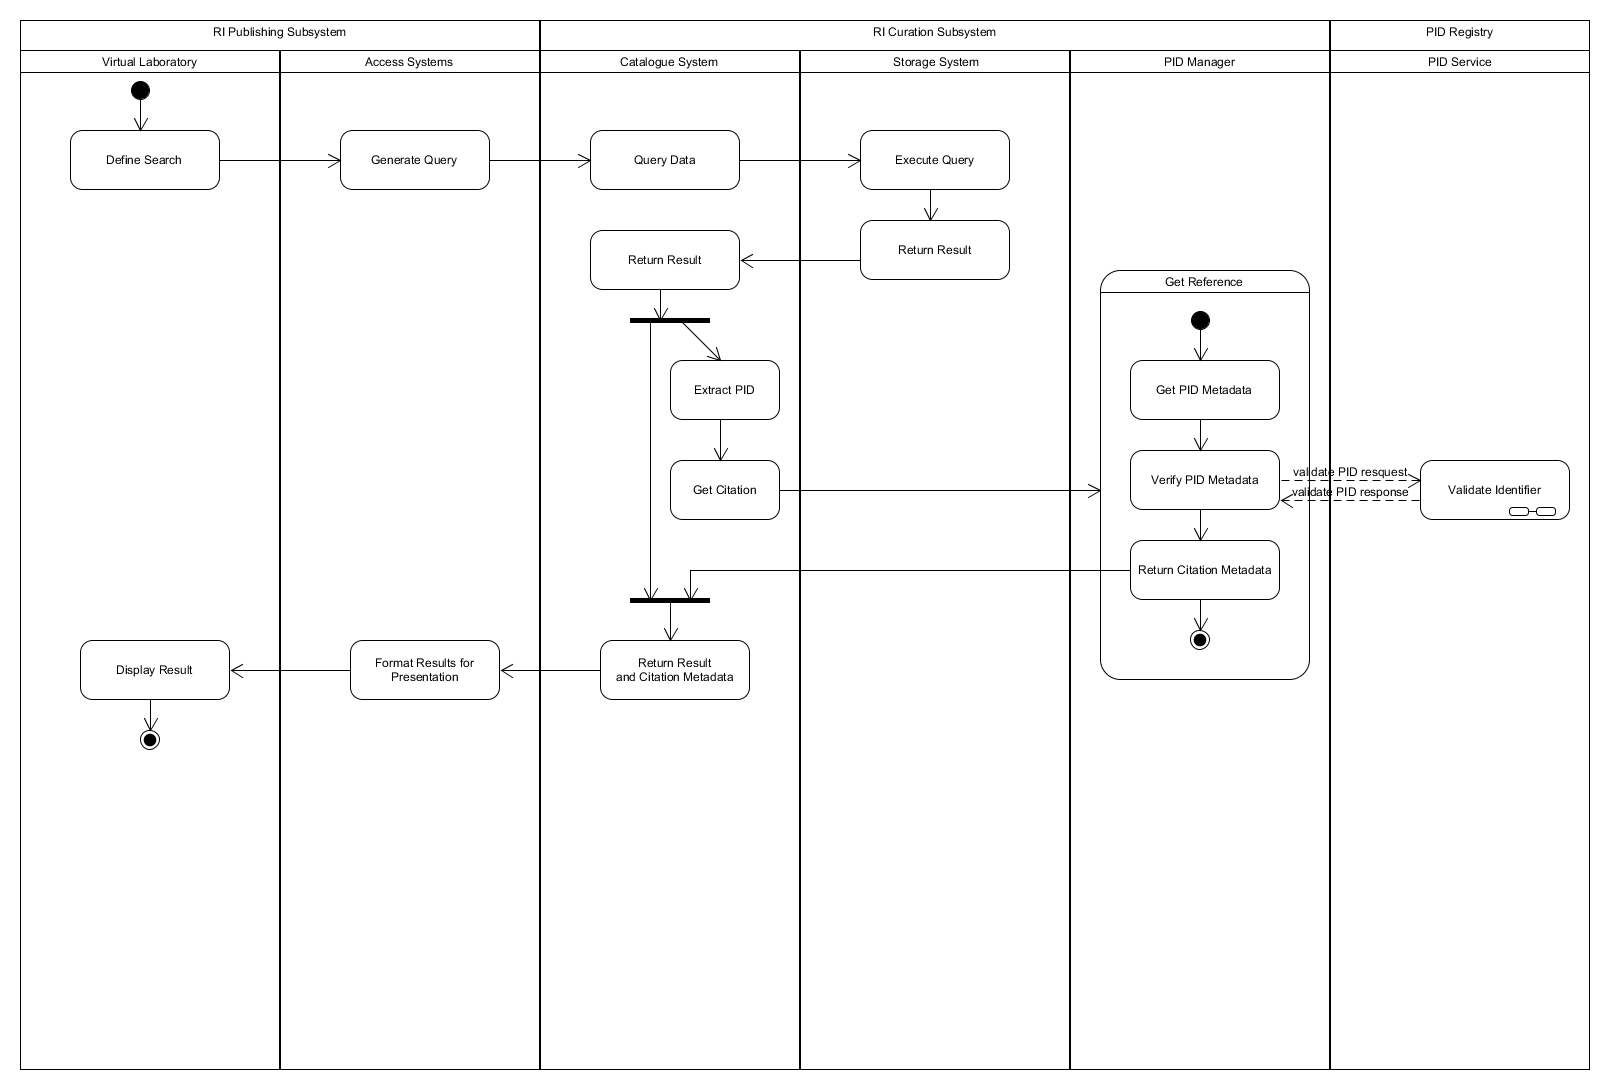 RI Publishing Subsystem
RI Curation Subsystem
PID Registry
Virtual Laboratory
Access Systems
Catalogue System
Storage System
PID Manager
PID Service
Define Search
Generate Query
Query Data
Execute Query
Return Result
Return Result
Get Reference
Extract PID
Get PID Metadata
Get Citation
Verify PID Metadata
validate PID resquest
validate PID response
Validate Identifier
Return Citation Metadata
Display Result
Format Results for
Presentation
Return Result
and Citation Metadata